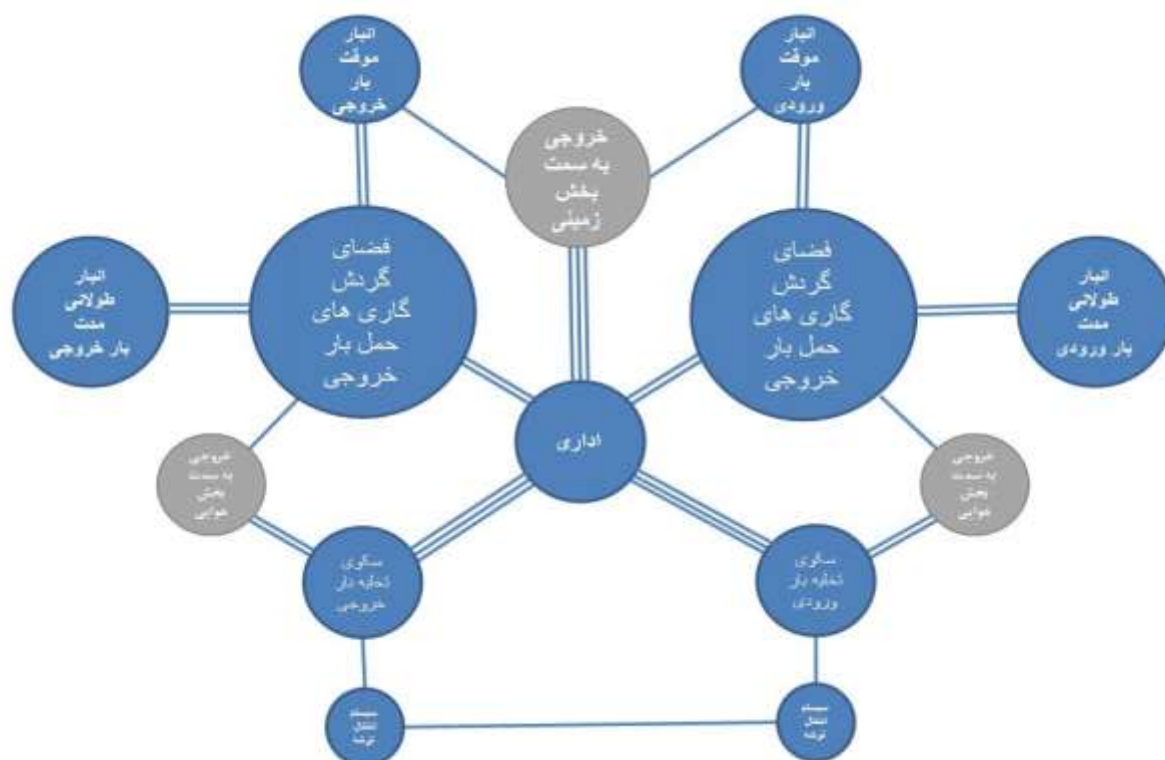 انبار
موقت
بار
ورودی
انبار
موقت
بار
خروجی
خروجی
به سمت
بخش
زمینی
فضای
گردش
گاری های
حمل بار
خروجی
فضای
گردش
گاری های
حمل بار
خروجی
انبار
طولانی
مدت
بار ورودی
انبار
طولانی
مدت
بار خروجی
اداری
خروجی
به سمت
بخش
هوایی
خروجی
به سمت
بخش
هوایی
سکوی
تخلیه بار
ورودی
سکوی
تخلیه بار
خروجی
سیستم
انتقال
سیستم
انتقال